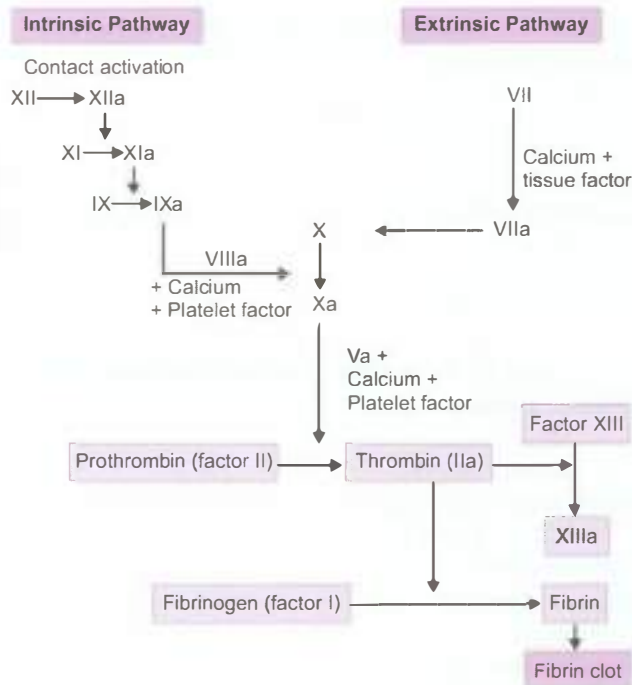 Intrinsic Pathway
Extrinsic Pathway
Contact activation
XII XIIa
XI XIa
IX IXa
VIIIa
+ Calcium
+ Platelet factor
VII
Calcium +
tissue factor
VIIa
X
Xa
Va +
Calcium +
Platelet factor
Factor XIII
Prothrombin (factor II)
Thrombin (IIa)
XIIIa
Fibrinogen (factor I)
Fibrin
Fibrin clot